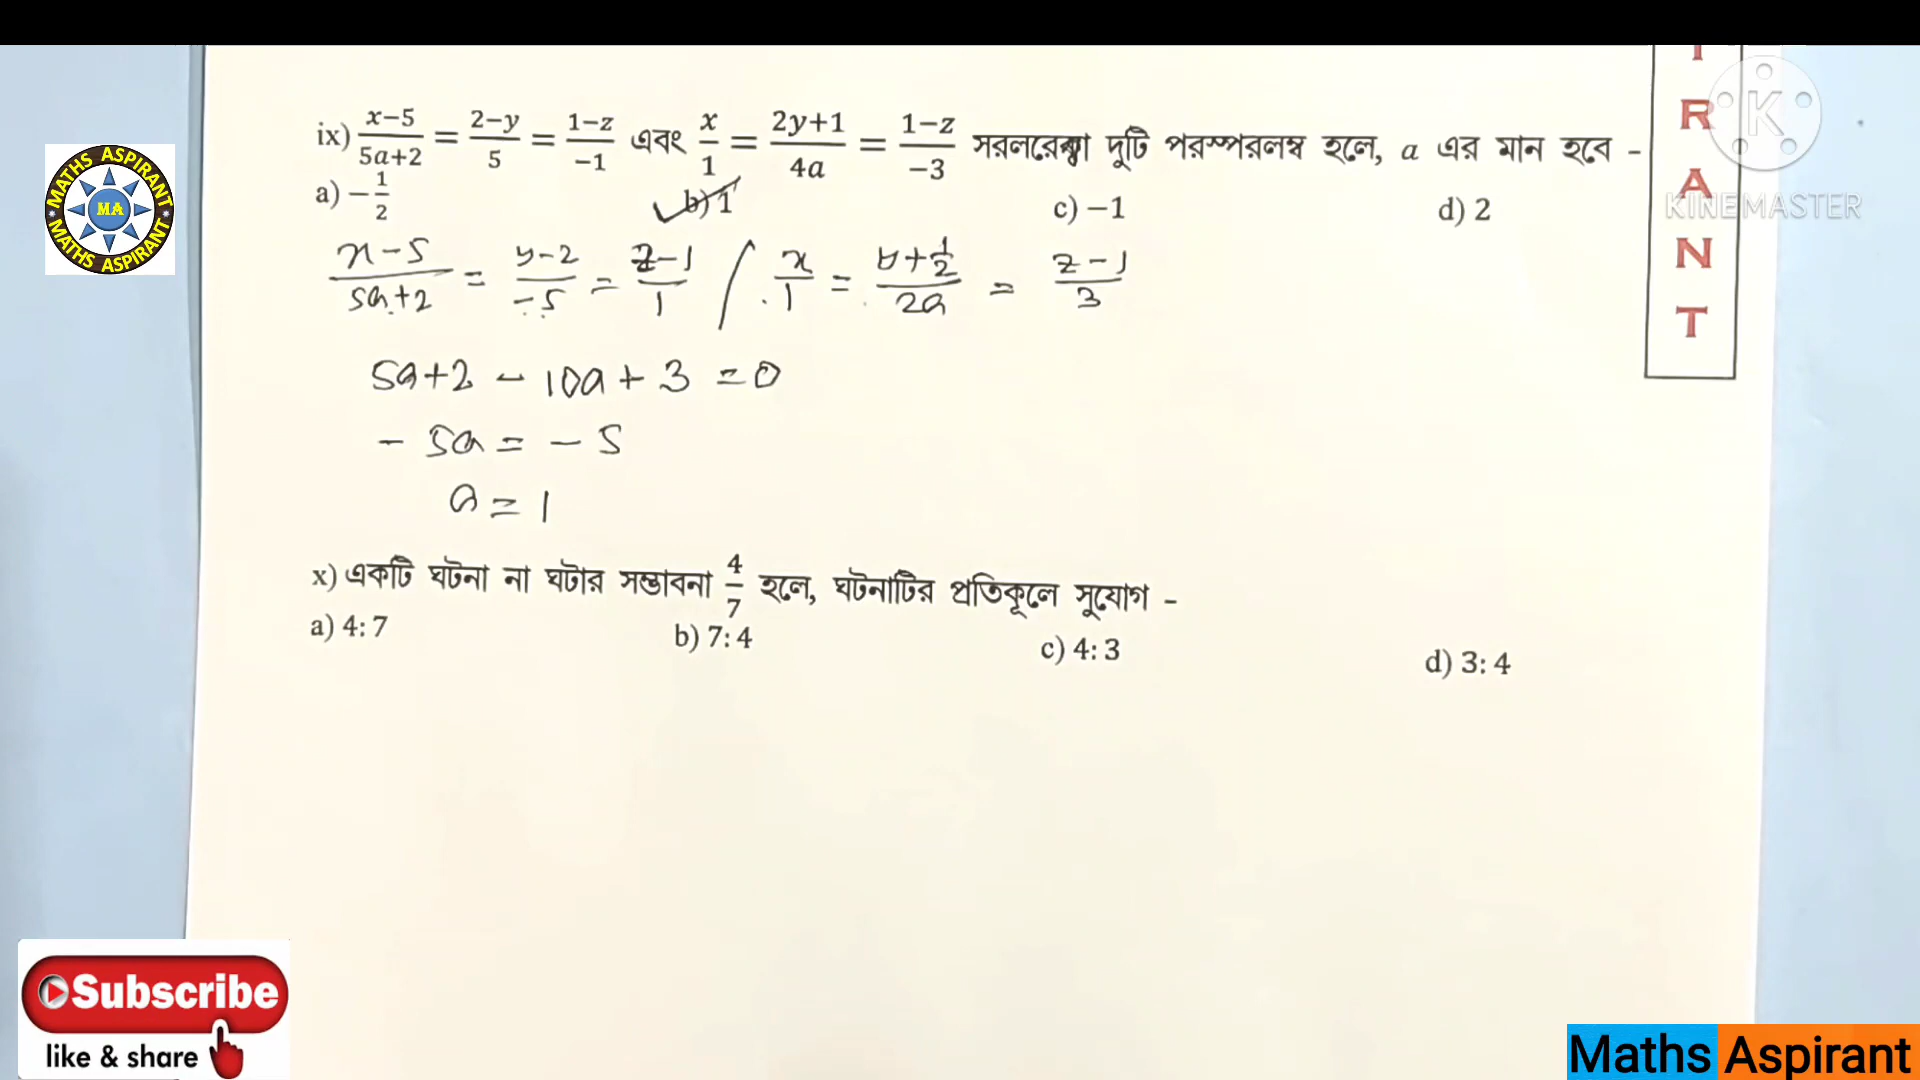 ix) x−5/5a+2 = 2−y/5 = 1−z/−1 এবং x/1 = 2y+1/4a = 1−z/−3 সরলরেখা দুটি পরস্পরলম্ব হলে, a এর মান হবে -
a) −1/2 b) 1 c) −1 d) 2
x−5/5a+2 = y−2/−5 = z−1/1 / x/1 = y+1/2/2a = z−1/3
5a+2 − 10a + 3 = 0
− 5a = − 5
a = 1
x) একটি ঘটনা না ঘটার সম্ভাবনা 4/7 হলে, ঘটনাটির প্রতিকূলে সুযোগ -
a) 4: 7 b) 7: 4 c) 4: 3 d) 3: 4
MATHS ASPIRANT
MA
MATHS ASPIRANT
R
A
N
T
K
KINEMASTER
Subscribe
like & share
Maths Aspirant